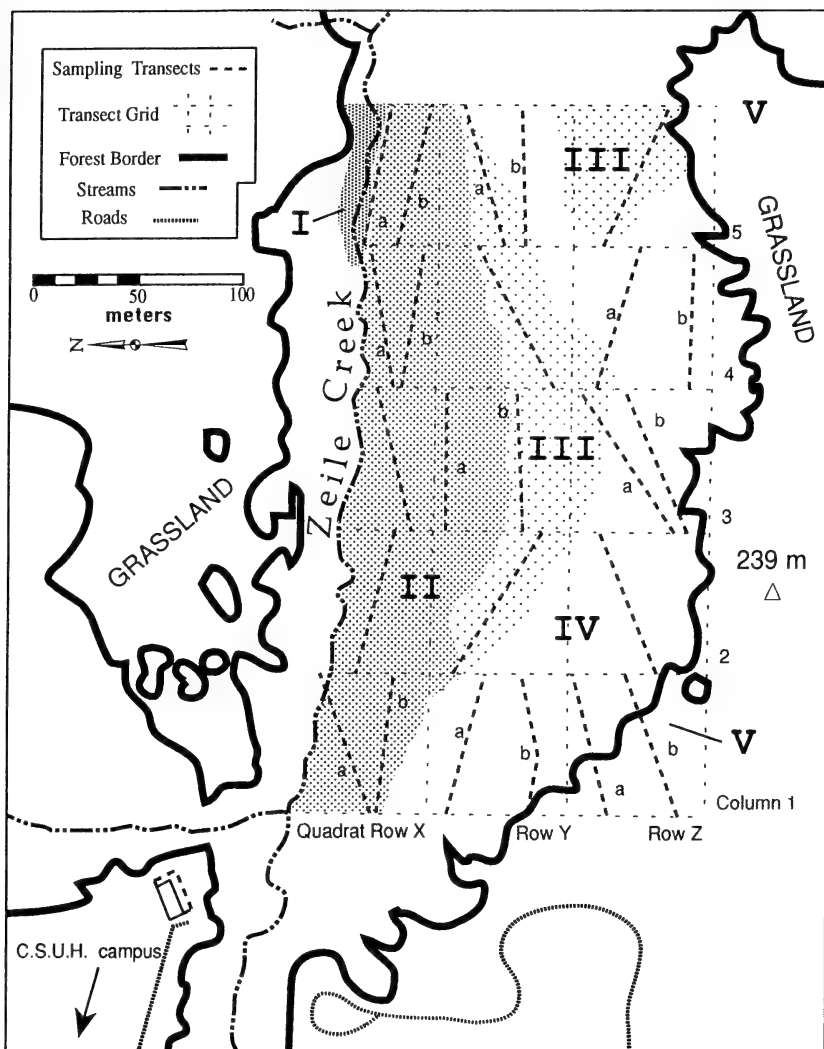 Sampling Transects
Transect Grid
Forest Border
Streams
Roads
0 50 100
meters
N
I
II
III
III
IV
V
V
GRASSLAND
GRASSLAND
Zeile Creek
a
b
a
b
5
a
b
a
b
4
a
b
a
b
3
239 m
2
a
b
a
b
a
b
Column 1
Quadrat Row X
Row Y
Row Z
C.S.U.H. campus